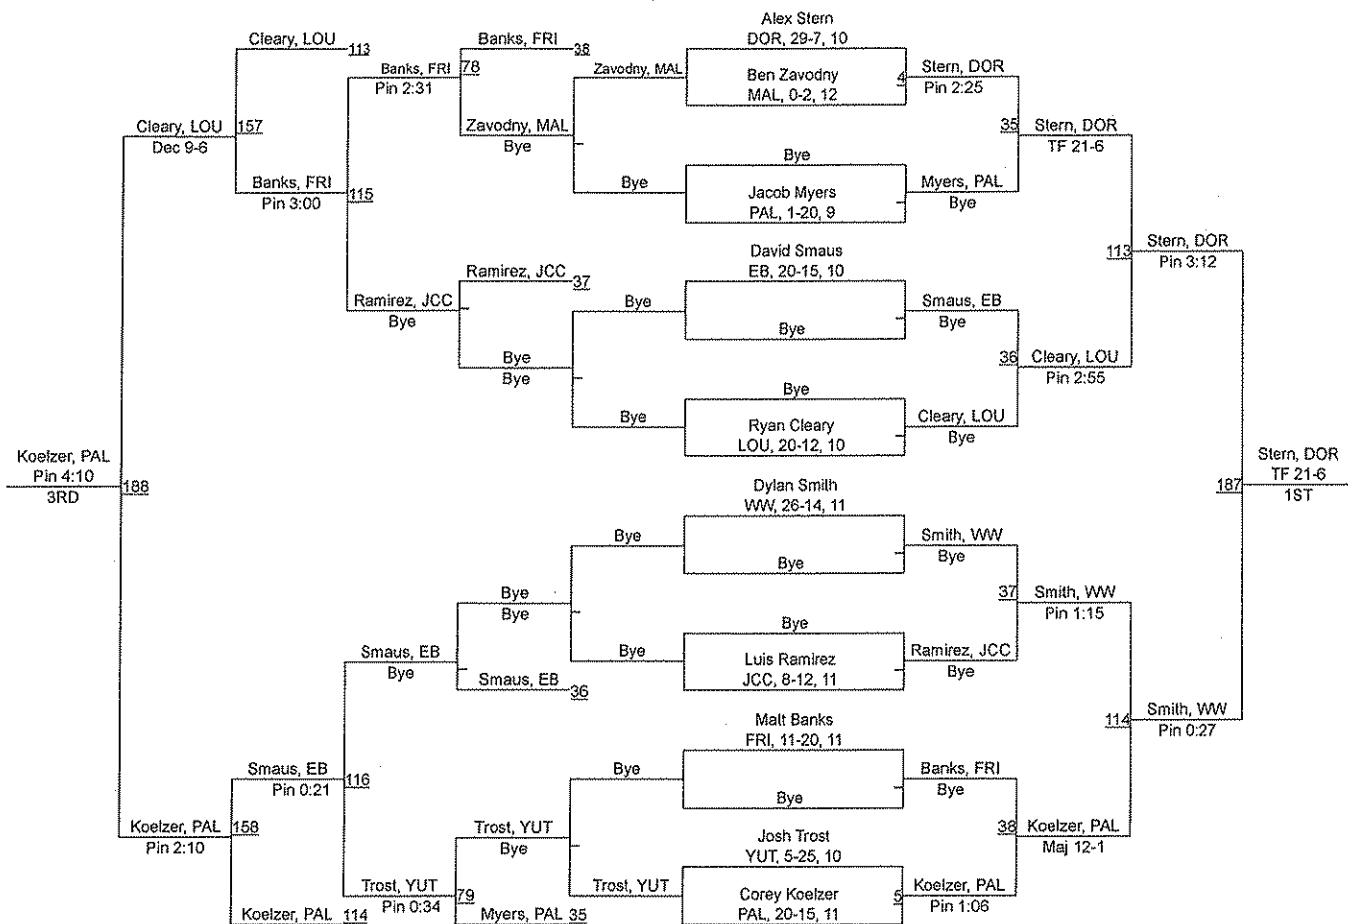 Alex Stern
DOR, 29-7, 10
Cleary, LOU
113
Banks, FRI
38
Banks, FRI
78
Pin 2:31
Zavodny, MAL
Ben Zavodny
MAL, 0-2, 12
4
Stern, DOR
Pin 2:25
Cleary, LOU
157
Dec 9-6
Zavodny, MAL
Bye
35
Stern, DOR
TF 21-6
Bye
Banks, FRI
115
Pin 3:00
Bye
Jacob Myers
PAL, 1-20, 9
Myers, PAL
Bye
David Smaus
EB, 20-15, 10
113
Stern, DOR
Pin 3:12
Ramirez, JCC
37
Ramirez, JCC
Bye
Bye
Bye
Smaus, EB
Bye
Bye
Bye
36
Cleary, LOU
Pin 2:55
Bye
Bye
Ryan Cleary
LOU, 20-12, 10
Cleary, LOU
Bye
Koelzer, PAL
Pin 4:10
3RD
188
Stern, DOR
TF 21-6
1ST
187
Dylan Smith
WW, 26-14, 11
Bye
Bye
Smith, WW
Bye
Bye
Bye
37
Smith, WW
Pin 1:15
Bye
Smaus, EB
Bye
Bye
Luis Ramirez
JCC, 8-12, 11
Ramirez, JCC
Bye
Smaus, EB
36
Malt Banks
FRI, 11-20, 11
114
Smith, WW
Pin 0:27
Smaus, EB
116
Pin 0:21
Bye
Bye
Banks, FRI
Bye
Koelzer, PAL
158
Pin 2:10
Trost, YUT
Bye
Josh Trost
YUT, 5-25, 10
38
Koelzer, PAL
Maj 12-1
Trost, YUT
79
Pin 0:34
Trost, YUT
Corey Koelzer
PAL, 20-15, 11
5
Koelzer, PAL
Pin 1:06
Koelzer, PAL
114
Myers, PAL
35